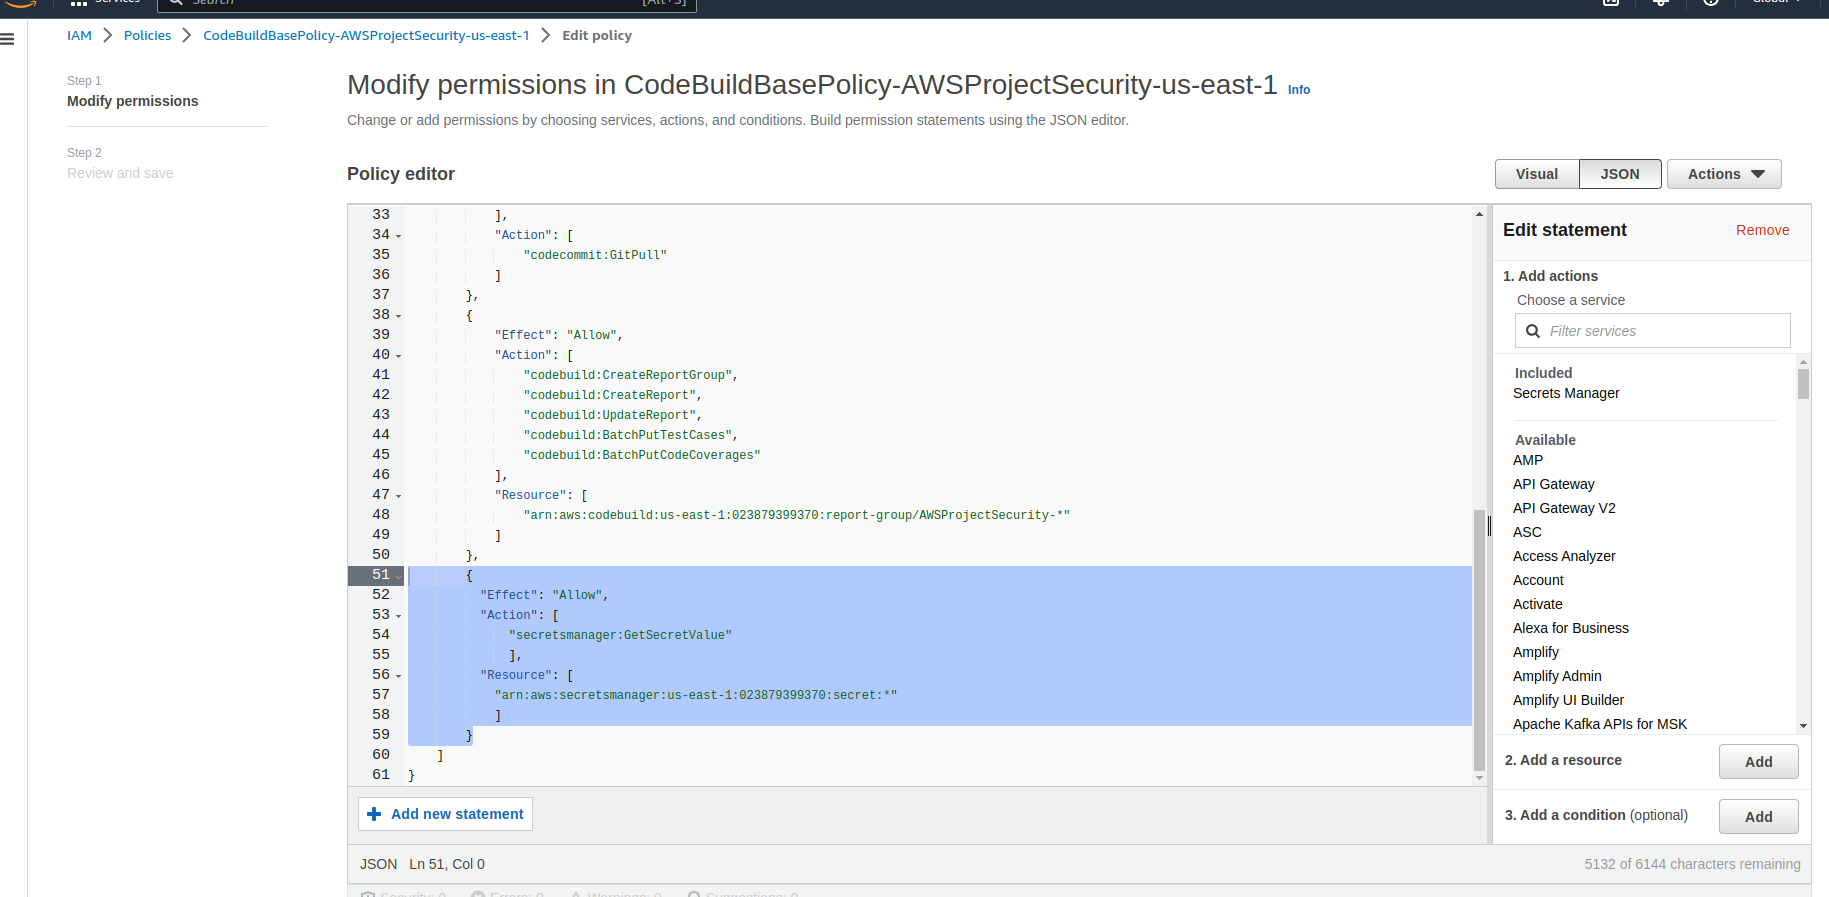 Services
Search
[Alt+S]
Global
IAM > Policies > CodeBuildBasePolicy-AWSProjectSecurity-us-east-1 > Edit policy
Step 1
Modify permissions
Step 2
Review and save
Modify permissions in CodeBuildBasePolicy-AWSProjectSecurity-us-east-1 Info
Change or add permissions by choosing services, actions, and conditions. Build permission statements using the JSON editor.
Policy editor
Visual JSON Actions
33 ],
34 "Action": [
35 "codecommit:GitPull"
36 ]
37 },
38 {
39 "Effect": "Allow",
40 "Action": [
41 "codebuild:CreateReportGroup",
42 "codebuild:CreateReport",
43 "codebuild:UpdateReport",
44 "codebuild:BatchPutTestCases",
45 "codebuild:BatchPutCodeCoverages"
46 ],
47 "Resource": [
48 "arn:aws:codebuild:us-east-1:023879399370:report-group/AWSProjectSecurity-*"
49 ]
50 },
51 {
52 "Effect": "Allow",
53 "Action": [
54 "secretsmanager:GetSecretValue"
55 ],
56 "Resource": [
57 "arn:aws:secretsmanager:us-east-1:023879399370:secret:*"
58 ]
59 }
60 ]
61 }
+ Add new statement
JSON Ln 51, Col 0
5132 of 6144 characters remaining
Security: 0 Errors: 0 Warnings: 0 Suggestions: 0
Edit statement Remove
1. Add actions
Choose a service
Filter services
Included
Secrets Manager
Available
AMP
API Gateway
API Gateway V2
ASC
Access Analyzer
Account
Activate
Alexa for Business
Amplify
Amplify Admin
Amplify UI Builder
Apache Kafka APIs for MSK
2. Add a resource Add
3. Add a condition (optional) Add